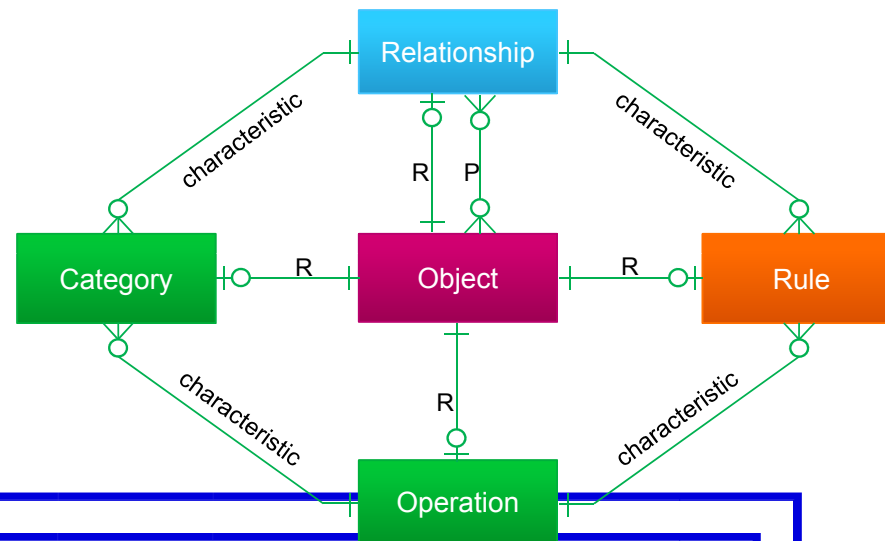 Relationship
characteristic
characteristic
R
P
Category
R
Object
R
Rule
R
characteristic
characteristic
Operation